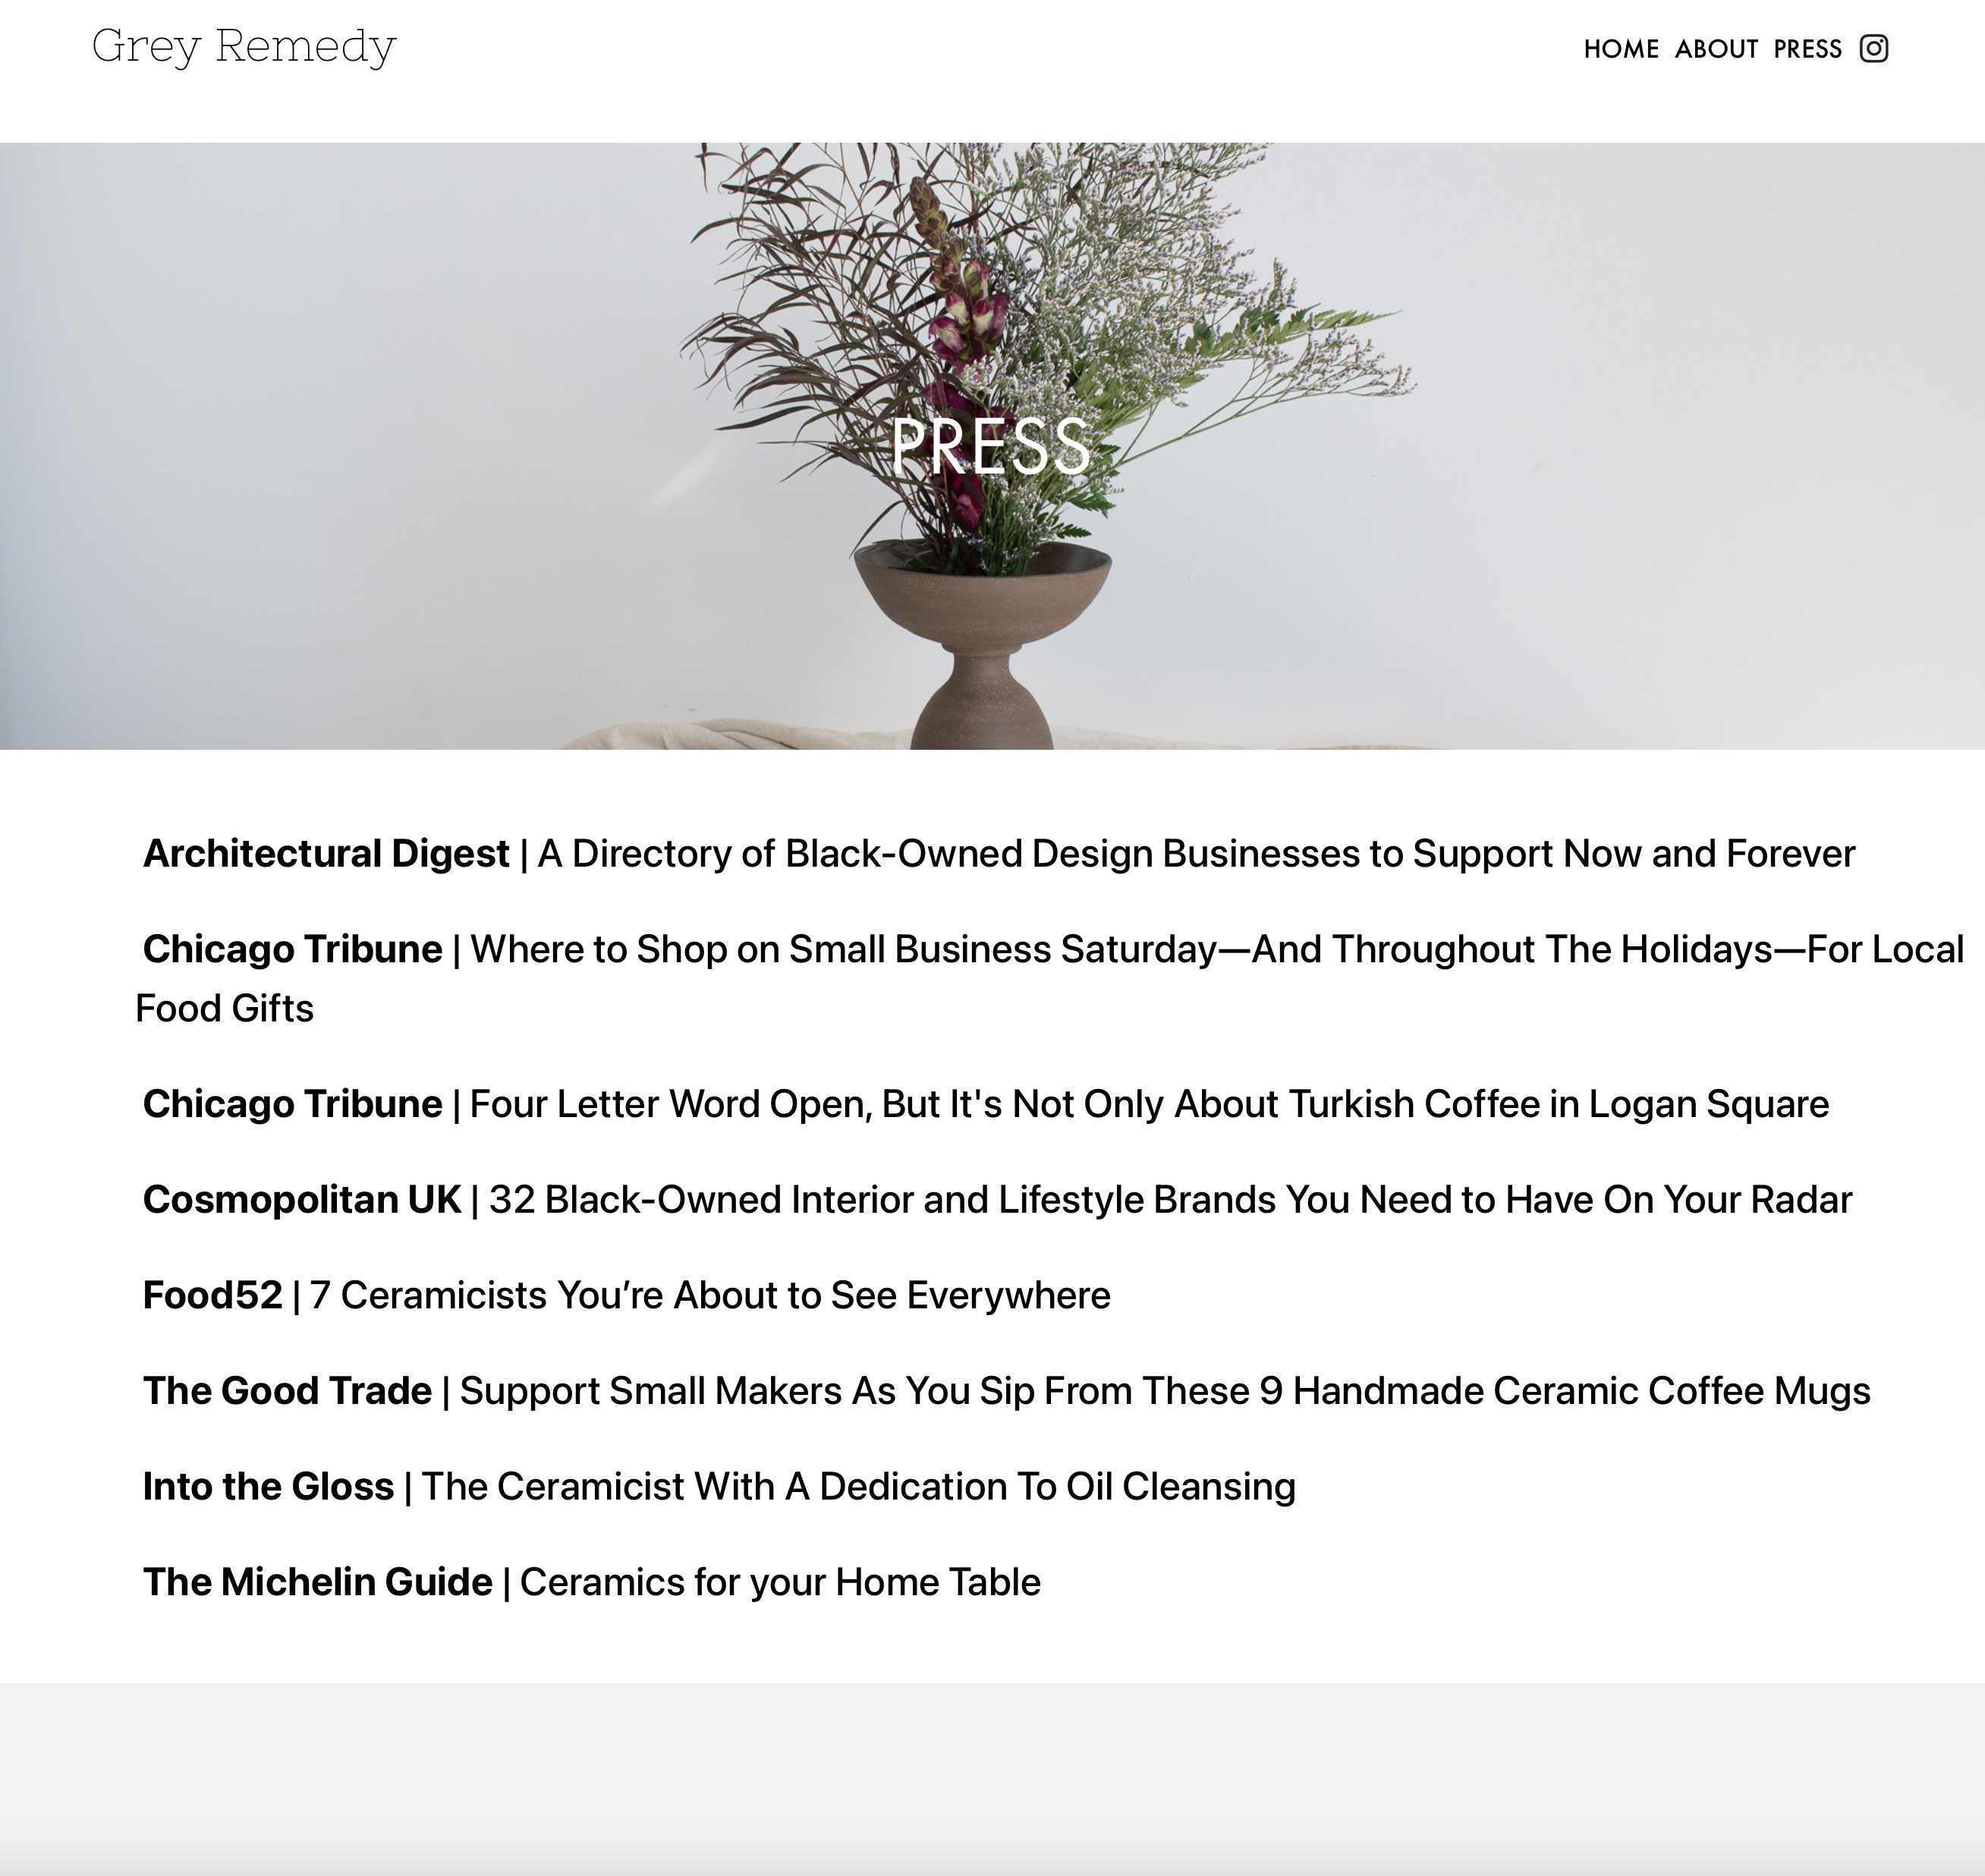 Grey Remedy
HOME ABOUT PRESS
PRESS
Architectural Digest | A Directory of Black-Owned Design Businesses to Support Now and Forever
Chicago Tribune | Where to Shop on Small Business Saturday—And Throughout The Holidays—For Local
Food Gifts
Chicago Tribune | Four Letter Word Open, But It's Not Only About Turkish Coffee in Logan Square
Cosmopolitan UK | 32 Black-Owned Interior and Lifestyle Brands You Need to Have On Your Radar
Food52 | 7 Ceramicists You’re About to See Everywhere
The Good Trade | Support Small Makers As You Sip From These 9 Handmade Ceramic Coffee Mugs
Into the Gloss | The Ceramicist With A Dedication To Oil Cleansing
The Michelin Guide | Ceramics for your Home Table